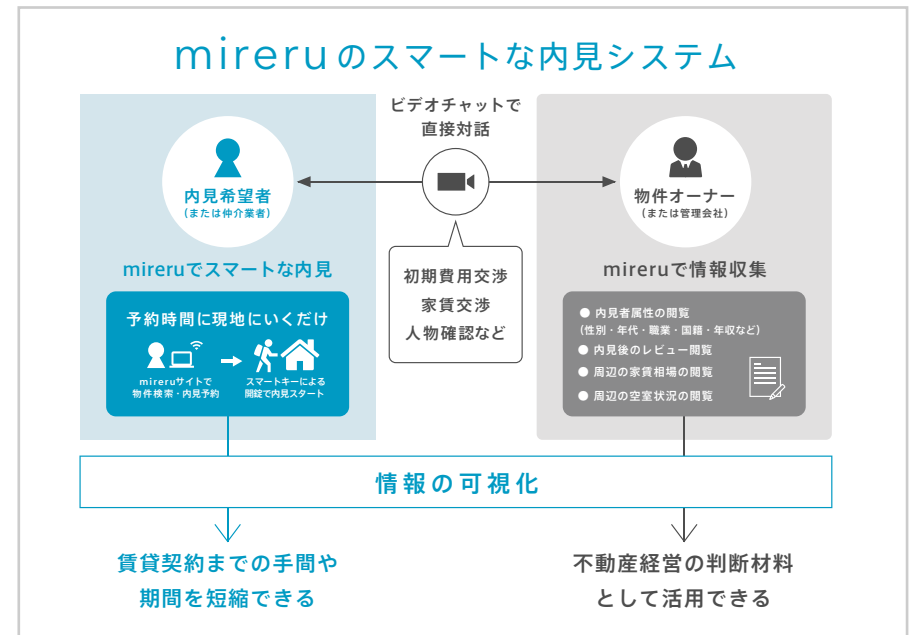 mireruのスマートな内見システム
ビデオチャットで
直接対話
内見希望者
(または仲介業者)
物件オーナー
(または管理会社)
mireruでスマートな内見
mireruで情報収集
初期費用交渉
家賃交渉
人物確認など
予約時間に現地にいくだけ
mireruサイトで
物件検索・内見予約
スマートキーによる
開錠で内見スタート
● 内見者属性の閲覧
(性別・年代・職業・国籍・年収など)
● 内見後のレビュー閲覧
● 周辺の家賃相場の閲覧
● 周辺の空室状況の閲覧
情報の可視化
賃貸契約までの手間や
期間を短縮できる
不動産経営の判断材料
として活用できる